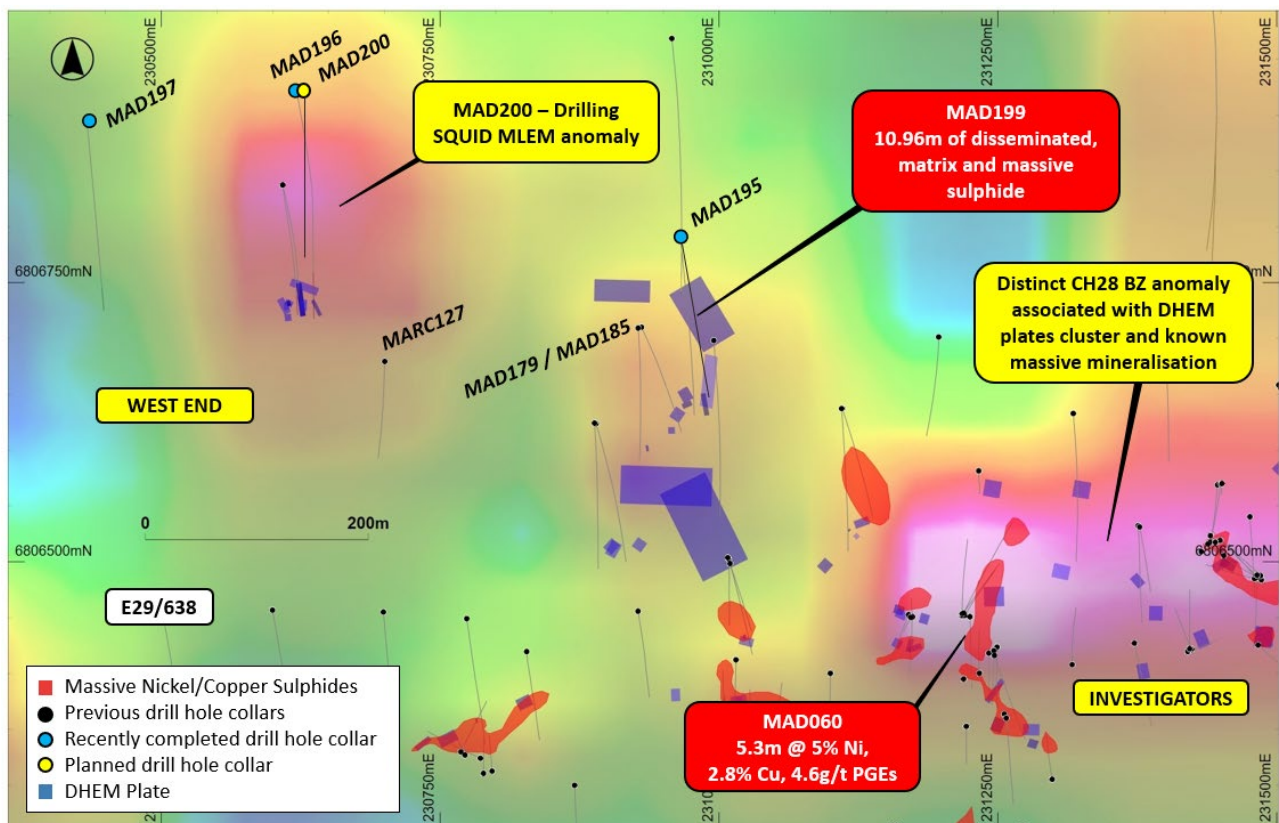 230500mE
230750mE
231000mE
231250mE
231500mE
MAD196
MAD200
MAD197
MAD200 – Drilling
SQUID MLEM anomaly
MAD199
10.96m of disseminated,
matrix and massive
sulphide
MAD195
6806750mN
Distinct CH28 BZ anomaly
associated with DHEM
plates cluster and known
massive mineralisation
MARC127
MAD179 / MAD185
WEST END
0
200m
6806500mN
6806500mN
E29/638
Massive Nickel/Copper Sulphides
Previous drill hole collars
Recently completed drill hole collar
Planned drill hole collar
DHEM Plate
INVESTIGATORS
MAD060
5.3m @ 5% Ni,
2.8% Cu, 4.6g/t PGEs
230750mE
231250mE
231500mE